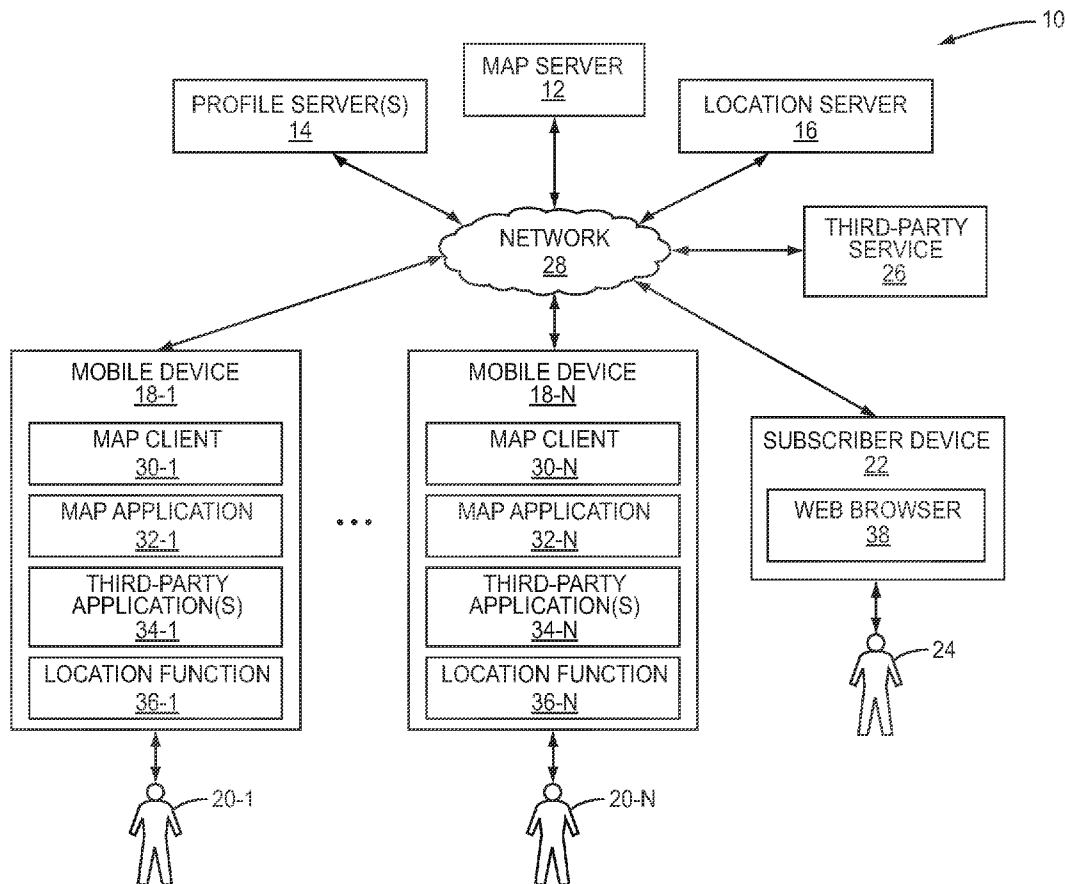 10
MAP SERVER
12
PROFILE SERVER(S)
14
LOCATION SERVER
16
NETWORK
28
THIRD-PARTY
SERVICE
26
MOBILE DEVICE
18-1
MAP CLIENT
30-1
MAP APPLICATION
32-1
THIRD-PARTY
APPLICATION(S)
34-1
LOCATION FUNCTION
36-1
20-1
MOBILE DEVICE
18-N
MAP CLIENT
30-N
MAP APPLICATION
32-N
THIRD-PARTY
APPLICATION(S)
34-N
LOCATION FUNCTION
36-N
20-N
SUBSCRIBER DEVICE
22
WEB BROWSER
38
24